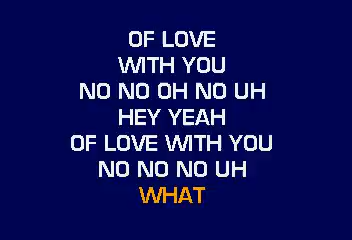 OF LOVE
WITH YOU
NO NO OH NO UH
HEY YEAH
OF LOVE WITH YOU
NO NO NO UH
WHAT